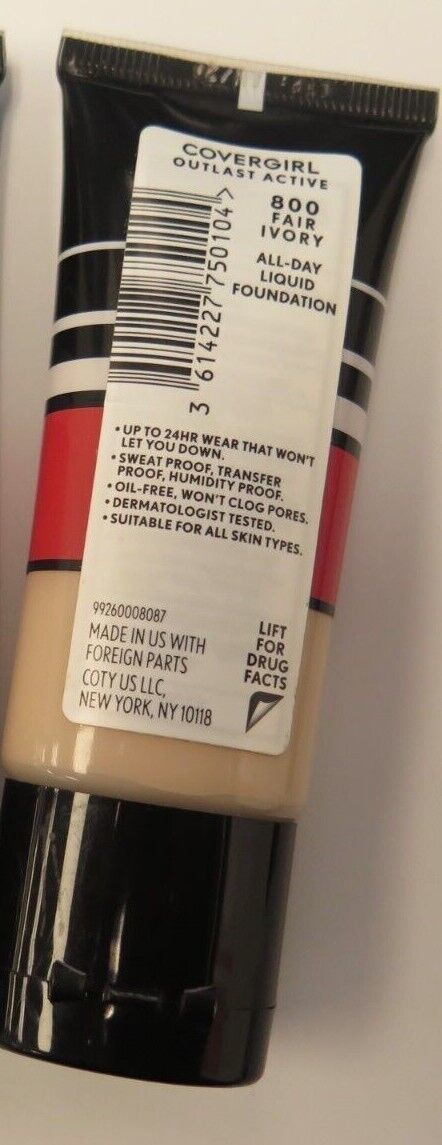 COVERGIRL
OUTLAST ACTIVE
800
FAIR
IVORY
ALL-DAY
LIQUID
FOUNDATION
3 614227 750104 >
• UP TO 24HR WEAR THAT WON'T
LET YOU DOWN.
• SWEAT PROOF, TRANSFER
PROOF, HUMIDITY PROOF.
• OIL-FREE, WON'T CLOG PORES.
• DERMATOLOGIST TESTED.
• SUITABLE FOR ALL SKIN TYPES.
99260008087
MADE IN US WITH
FOREIGN PARTS
COTY US LLC,
NEW YORK, NY 10118
LIFT
FOR
DRUG
FACTS